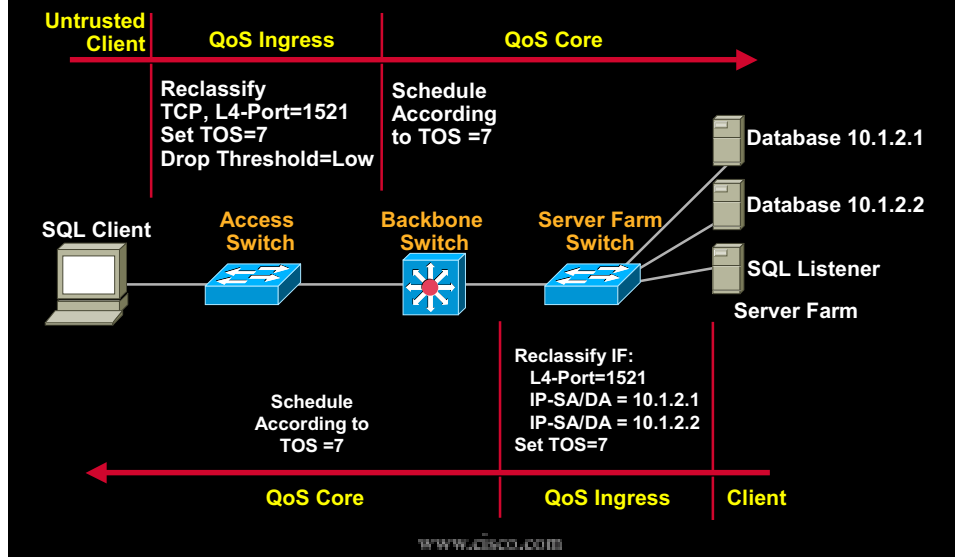 Untrusted
Client
QoS Ingress
QoS Core
Reclassify
TCP, L4-Port=1521
Set TOS=7
Drop Threshold=Low
Schedule
According
to TOS =7
Database 10.1.2.1
Database 10.1.2.2
SQL Listener
Server Farm
SQL Client
Access
Switch
Backbone
Switch
Server Farm
Switch
Reclassify IF:
L4-Port=1521
IP-SA/DA = 10.1.2.1
IP-SA/DA = 10.1.2.2
Set TOS=7
Schedule
According to
TOS =7
QoS Core
QoS Ingress
Client
www.cisco.com